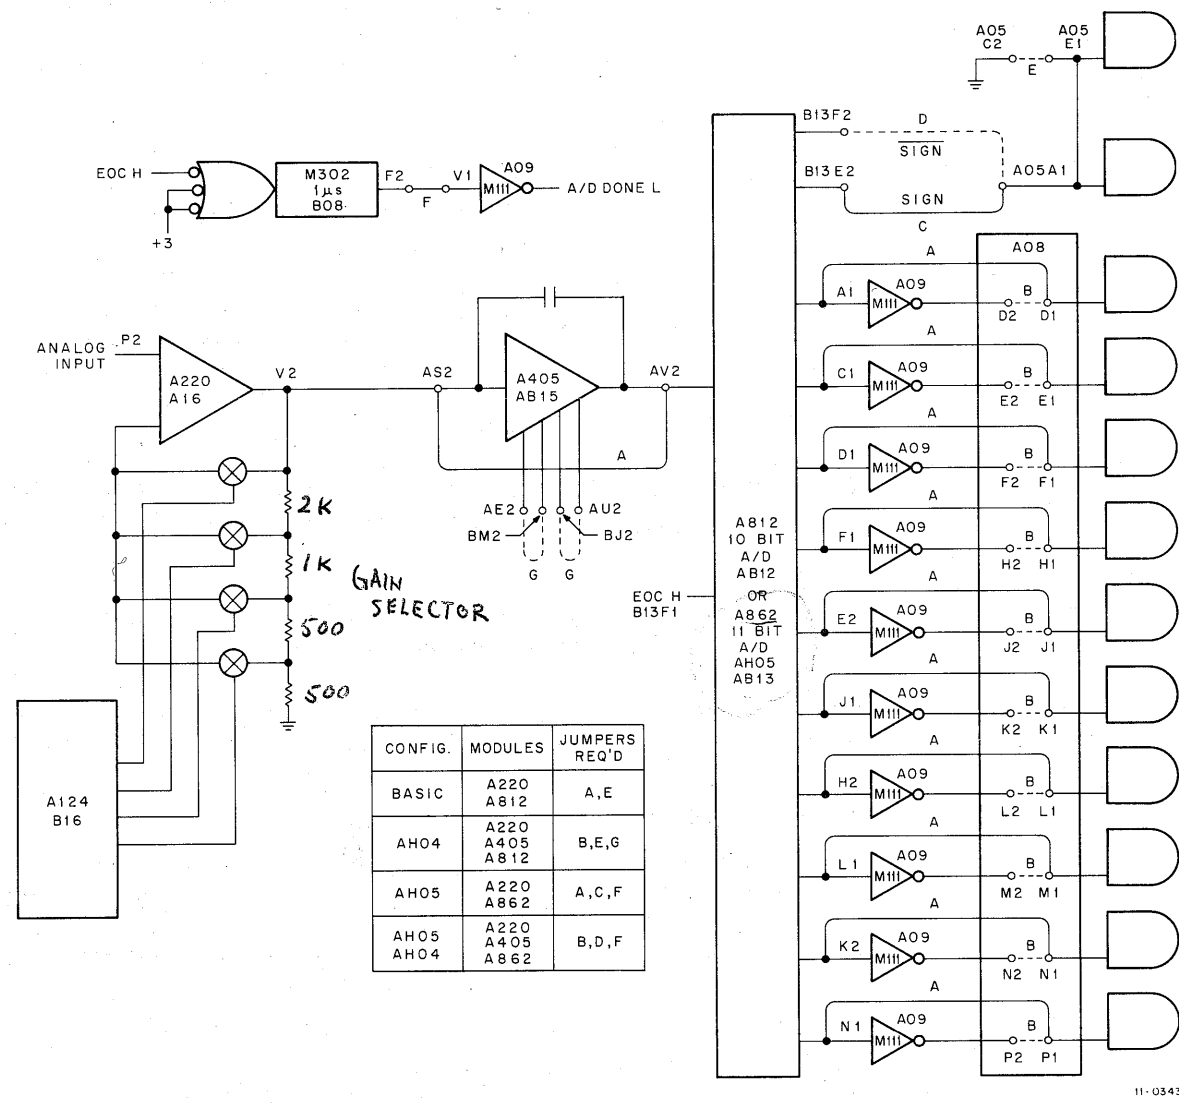 A05
C2
A05
E1
E
B13F2
D
SIGN
B13E2
A05A1
SIGN
C
EOC H
M302
1µs
B08
F2
V1
F
A09
M111
A/D DONE L
+3
ANALOG
INPUT
P2
A220
A16
V2
AS2
A405
AB15
AV2
A
AE2
AU2
BM2
BJ2
G
G
2K
1K
500
500
GAIN
SELECTOR
A124
B16
CONFIG.
MODULES
JUMPERS
REQ'D
BASIC
A220
A812
A,E
AH04
A220
A405
A812
B,E,G
AH05
A220
A862
A,C,F
AH05
AH04
A220
A405
A862
B,D,F
EOC H
B13F1
A812
10 BIT
A/D
AB12
OR
A862
11 BIT
A/D
AH05
AB13
A08
A
A1
A09
M111
B
D2
D1
A
C1
A09
M111
B
E2
E1
A
D1
A09
M111
B
F2
F1
A
F1
A09
M111
B
H2
H1
A
E2
A09
M111
B
J2
J1
A
J1
A09
M111
B
K2
K1
A
H2
A09
M111
B
L2
L1
A
L1
A09
M111
B
M2
M1
A
K2
A09
M111
B
N2
N1
A
N1
A09
M111
B
P2
P1
11-0343